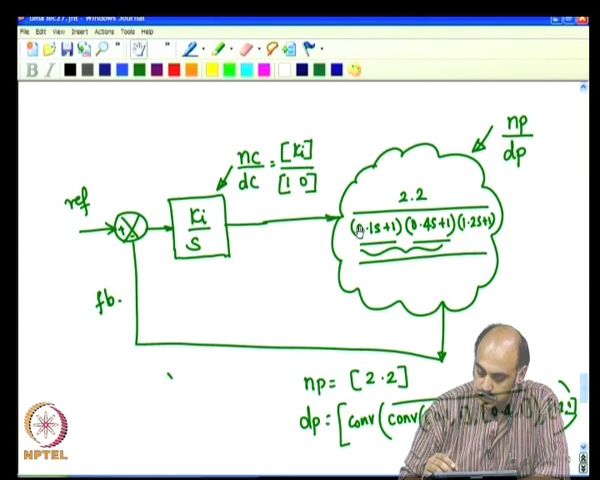 uma lec27.jnt - Windows Journal
File Edit View Insert Actions Tools Help
B I
np
dp
nc = [Ki]
dc [1 0]
ref
+
-
Ki
s
2.2
(0.1s+1)(0.4s+1)(1.2s+1)
fb.
np = [2.2]
dp = [conv(conv(
NPTEL